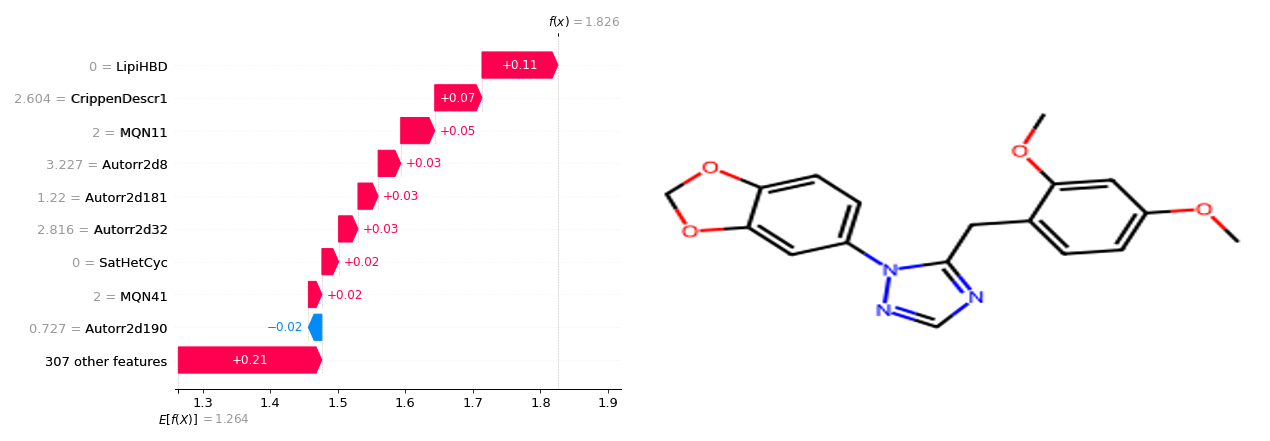 f(x) = 1.826
0 = LipiHBD
+0.11
2.604 = CrippenDescr1
+0.07
2 = MQN11
+0.05
3.227 = Autorr2d8
+0.03
1.22 = Autorr2d181
+0.03
2.816 = Autorr2d32
+0.03
0 = SatHetCyc
+0.02
2 = MQN41
+0.02
0.727 = Autorr2d190
−0.02
307 other features
+0.21
1.3 1.4 1.5 1.6 1.7 1.8 1.9
E[f(X)] = 1.264
O
O
O
O
N
N
N